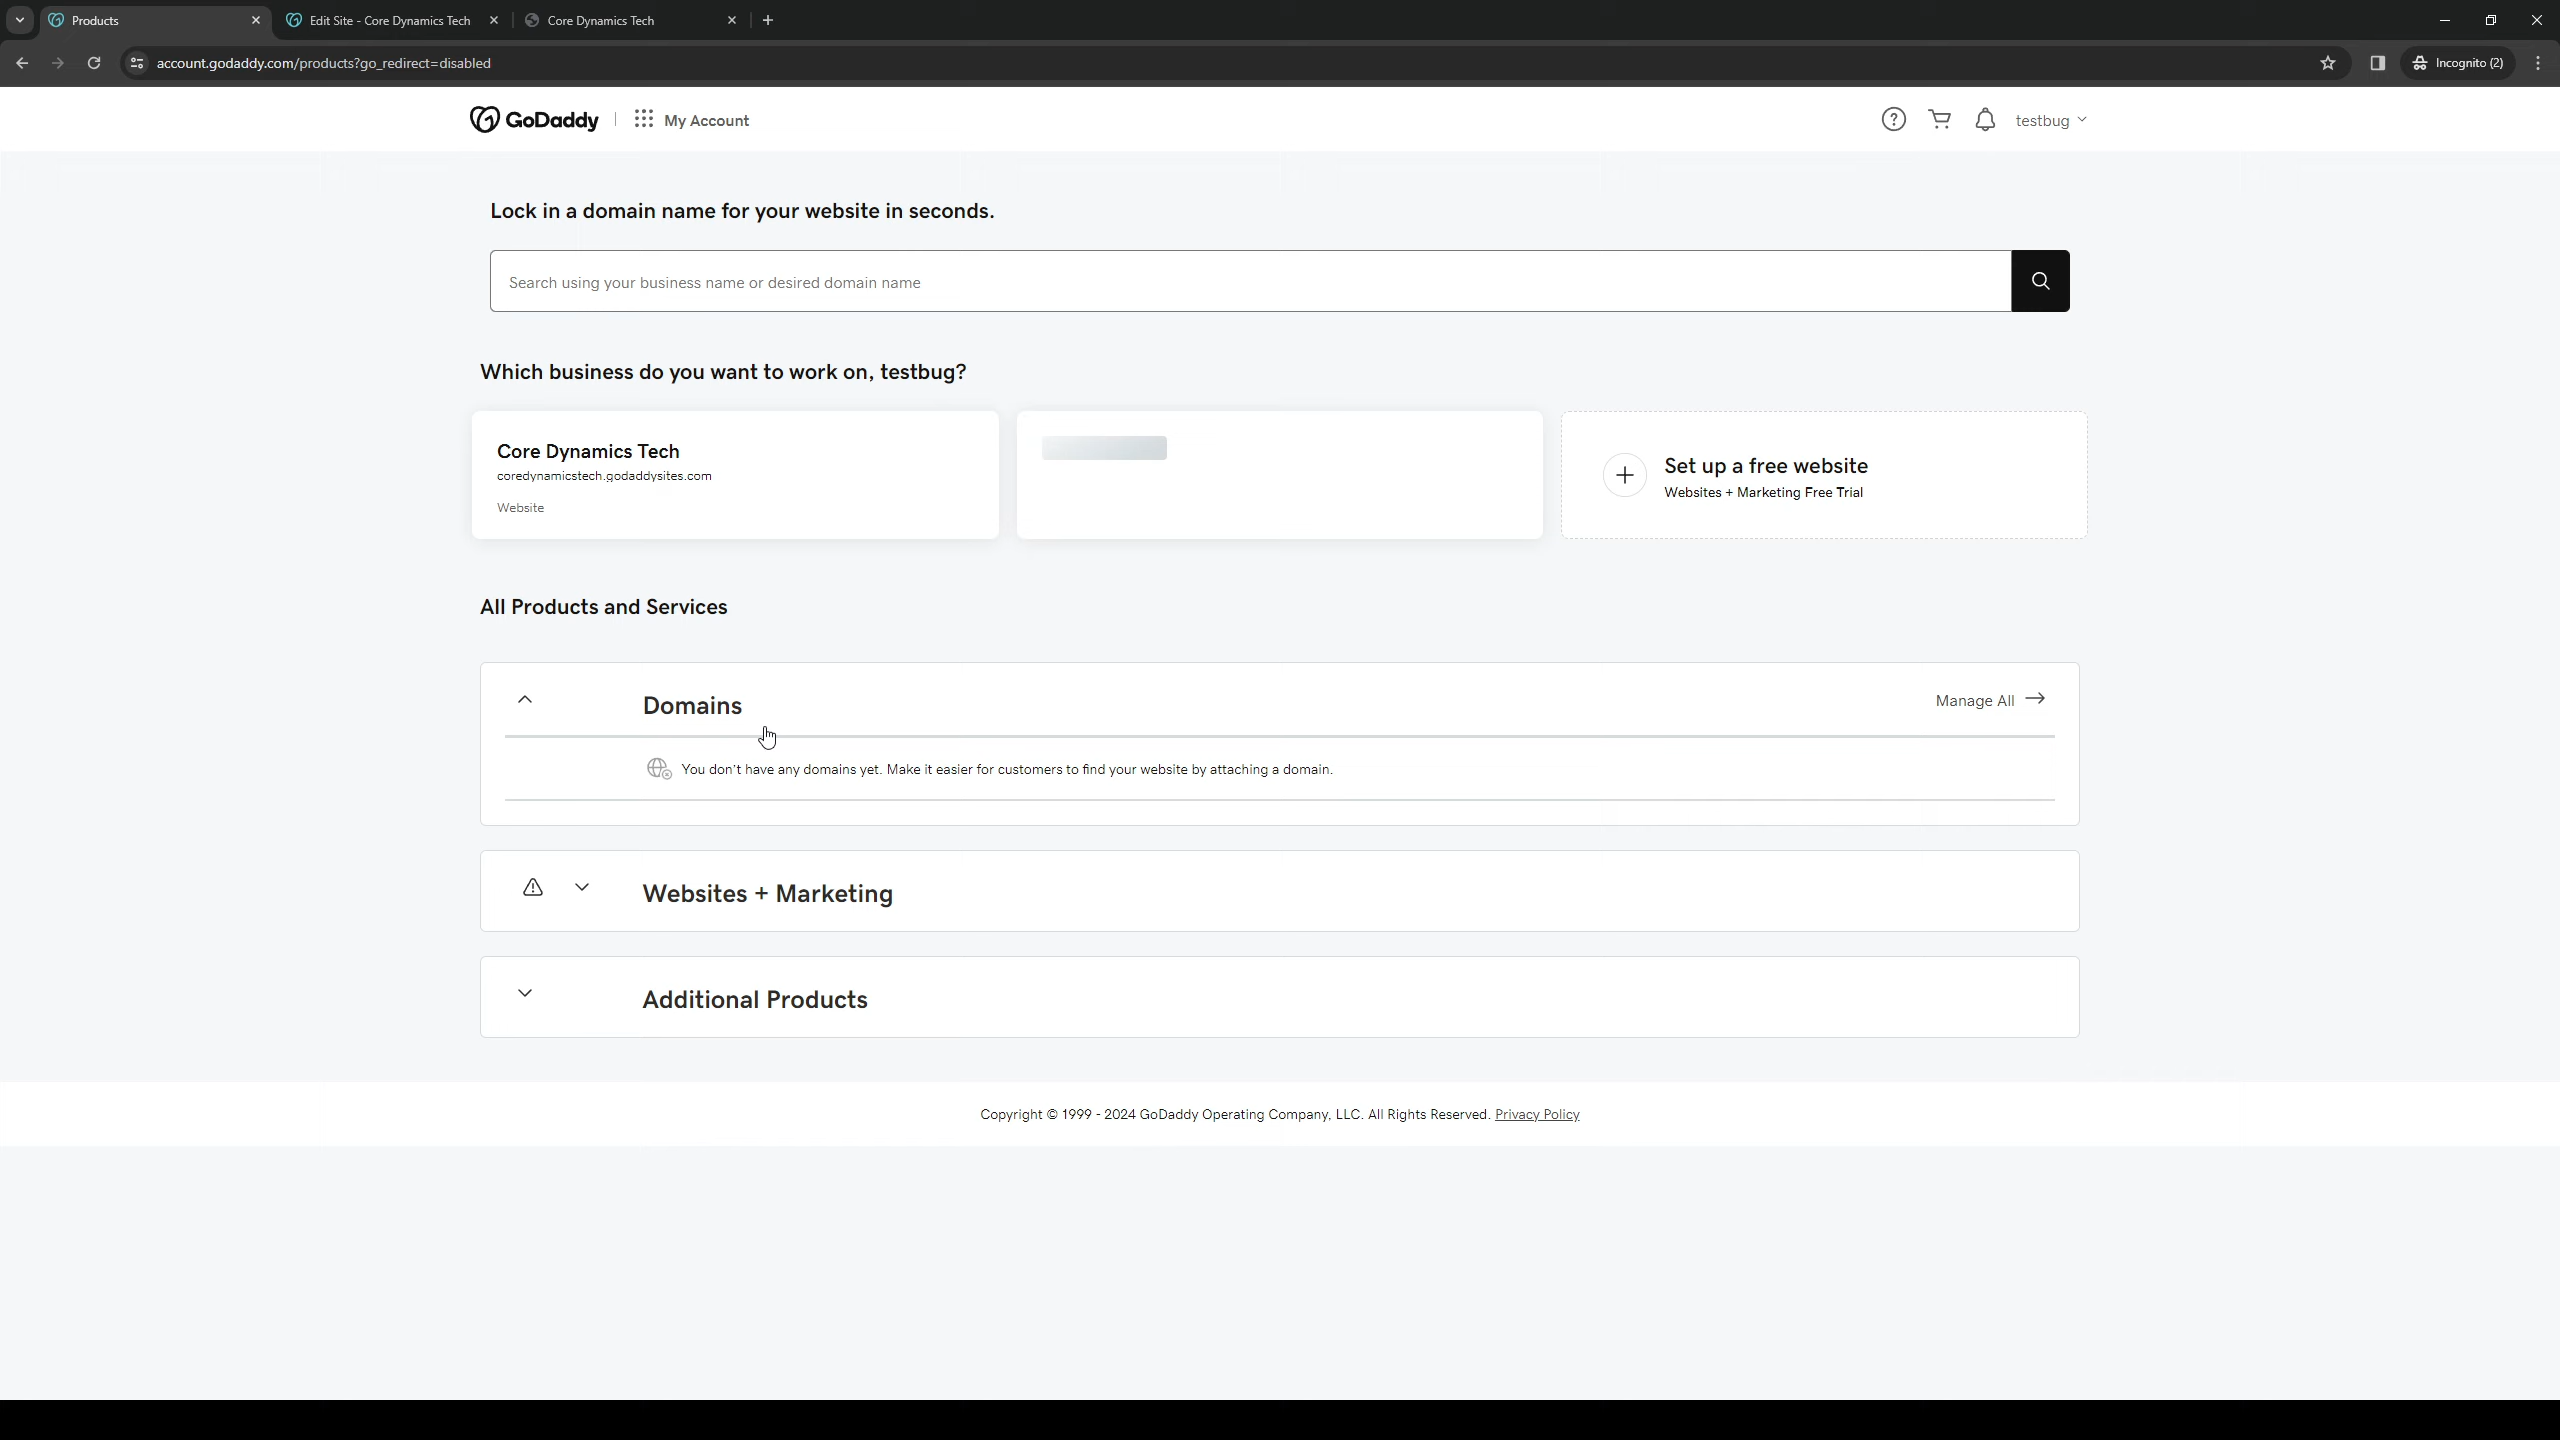 Products
Edit Site - Core Dynamics Tech
Core Dynamics Tech
account.godaddy.com/products?go_redirect=disabled
Incognito (2)
GoDaddy
My Account
testbug
Lock in a domain name for your website in seconds.
Search using your business name or desired domain name
Which business do you want to work on, testbug?
Core Dynamics Tech
coredynamicstech.godaddysites.com
Website
Set up a free website
Websites + Marketing Free Trial
All Products and Services
Domains
Manage All
You don't have any domains yet. Make it easier for customers to find your website by attaching a domain.
Websites + Marketing
Additional Products
Copyright © 1999 - 2024 GoDaddy Operating Company, LLC. All Rights Reserved. Privacy Policy